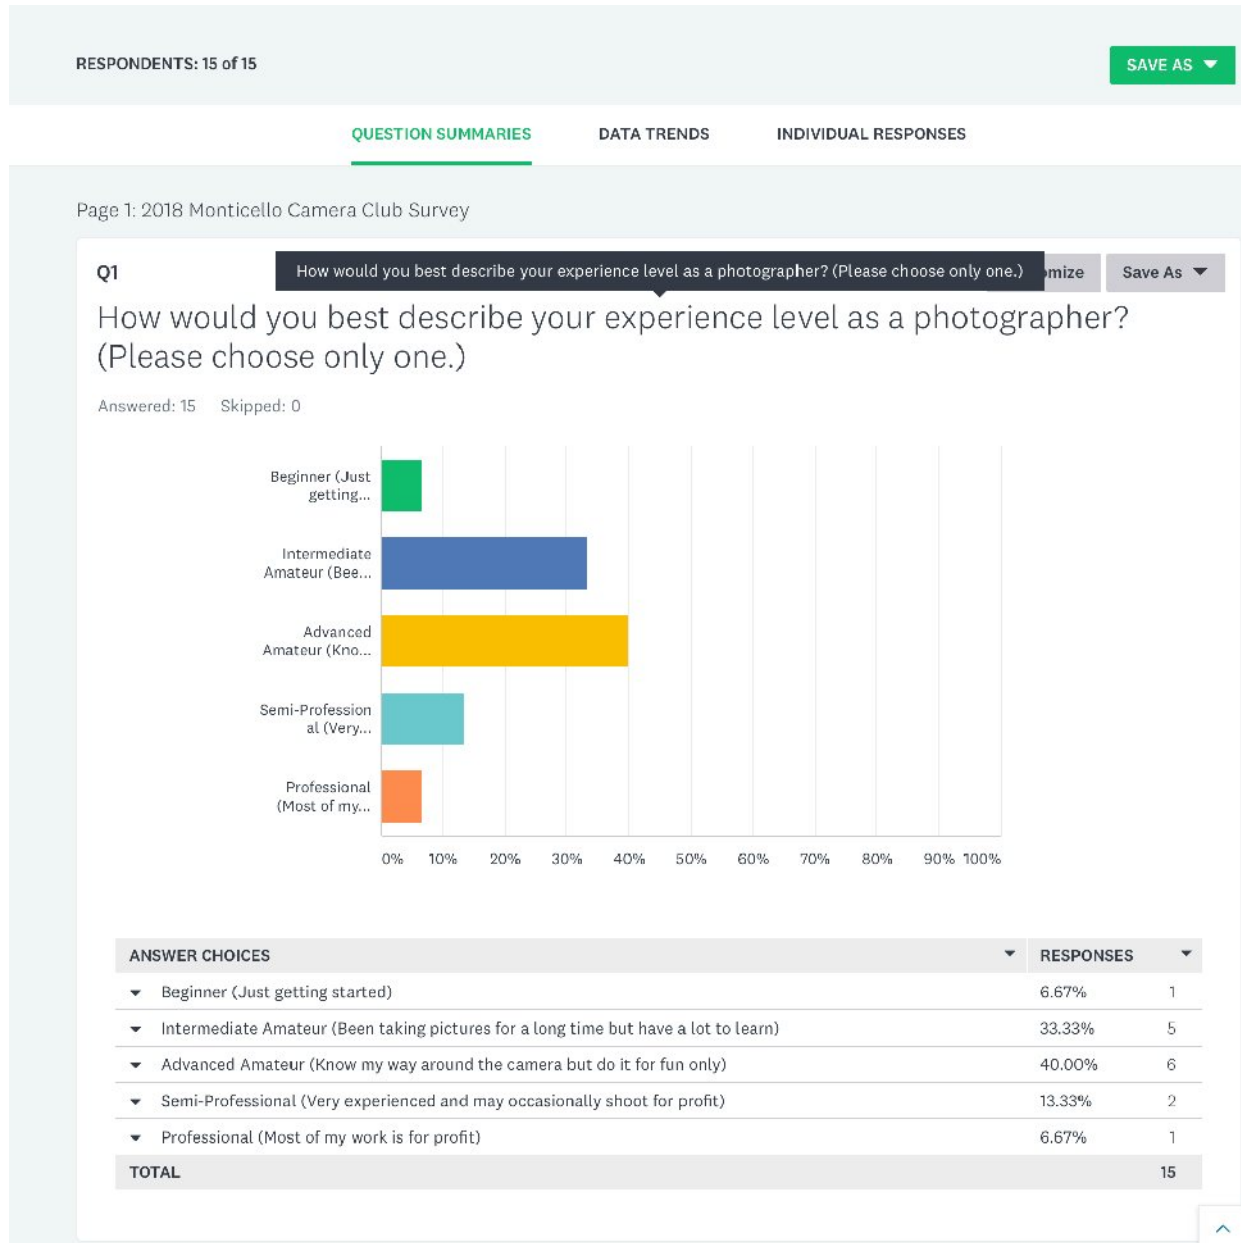 RESPONDENTS: 15 of 15
SAVE AS
QUESTION SUMMARIES DATA TRENDS INDIVIDUAL RESPONSES
Page 1: 2018 Monticello Camera Club Survey
Q1
How would you best describe your experience level as a photographer? (Please choose only one.)
omize
Save As
How would you best describe your experience level as a photographer?
(Please choose only one.)
Answered: 15 Skipped: 0
Beginner (Just
getting...
Intermediate
Amateur (Bee...
Advanced
Amateur (Kno...
Semi-Profession
al (Very...
Professional
(Most of my...
0% 10% 20% 30% 40% 50% 60% 70% 80% 90% 100%
ANSWER CHOICES RESPONSES
Beginner (Just getting started) 6.67% 1
Intermediate Amateur (Been taking pictures for a long time but have a lot to learn) 33.33% 5
Advanced Amateur (Know my way around the camera but do it for fun only) 40.00% 6
Semi-Professional (Very experienced and may occasionally shoot for profit) 13.33% 2
Professional (Most of my work is for profit) 6.67% 1
TOTAL 15